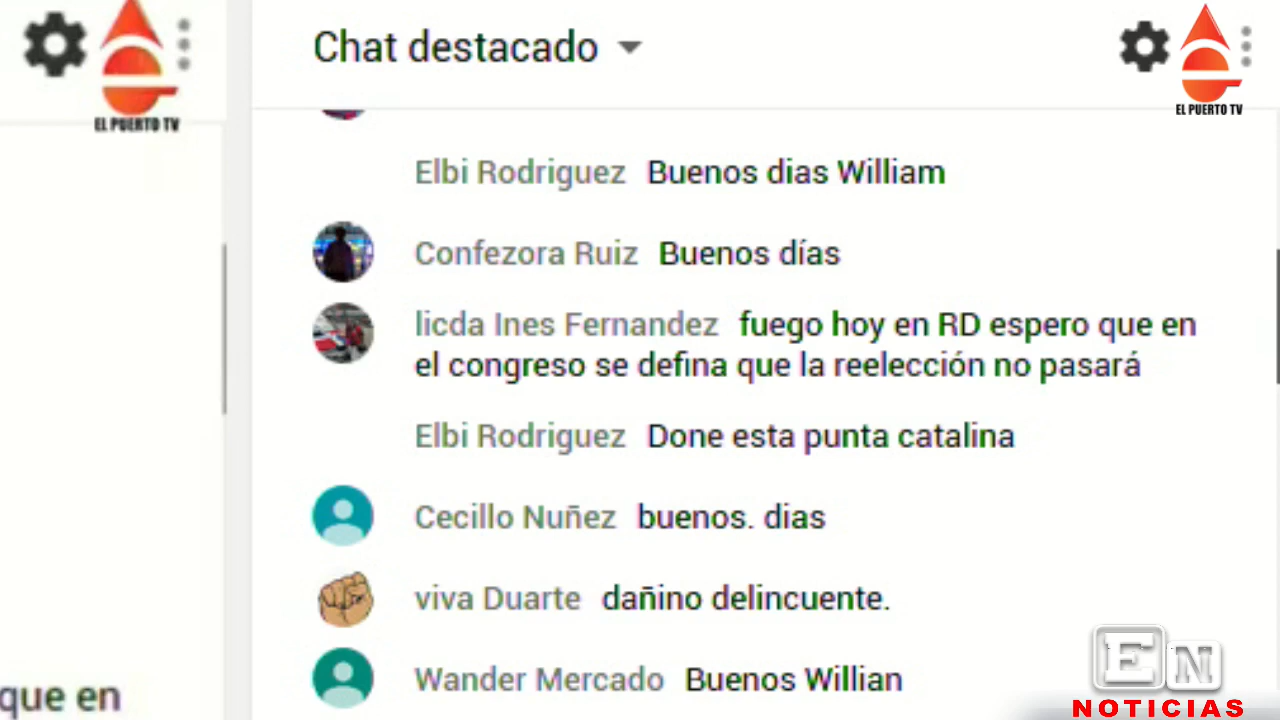 EL PUERTO TV
Chat destacado
EL PUERTO TV
Elbi Rodriguez Buenos dias William
Confezora Ruiz Buenos días
licda Ines Fernandez fuego hoy en RD espero que en
el congreso se defina que la reelección no pasará
Elbi Rodriguez Done esta punta catalina
Cecillo Nuñez buenos. dias
viva Duarte dañino delincuente.
Wander Mercado Buenos Willian
que en
EN
NOTICIAS